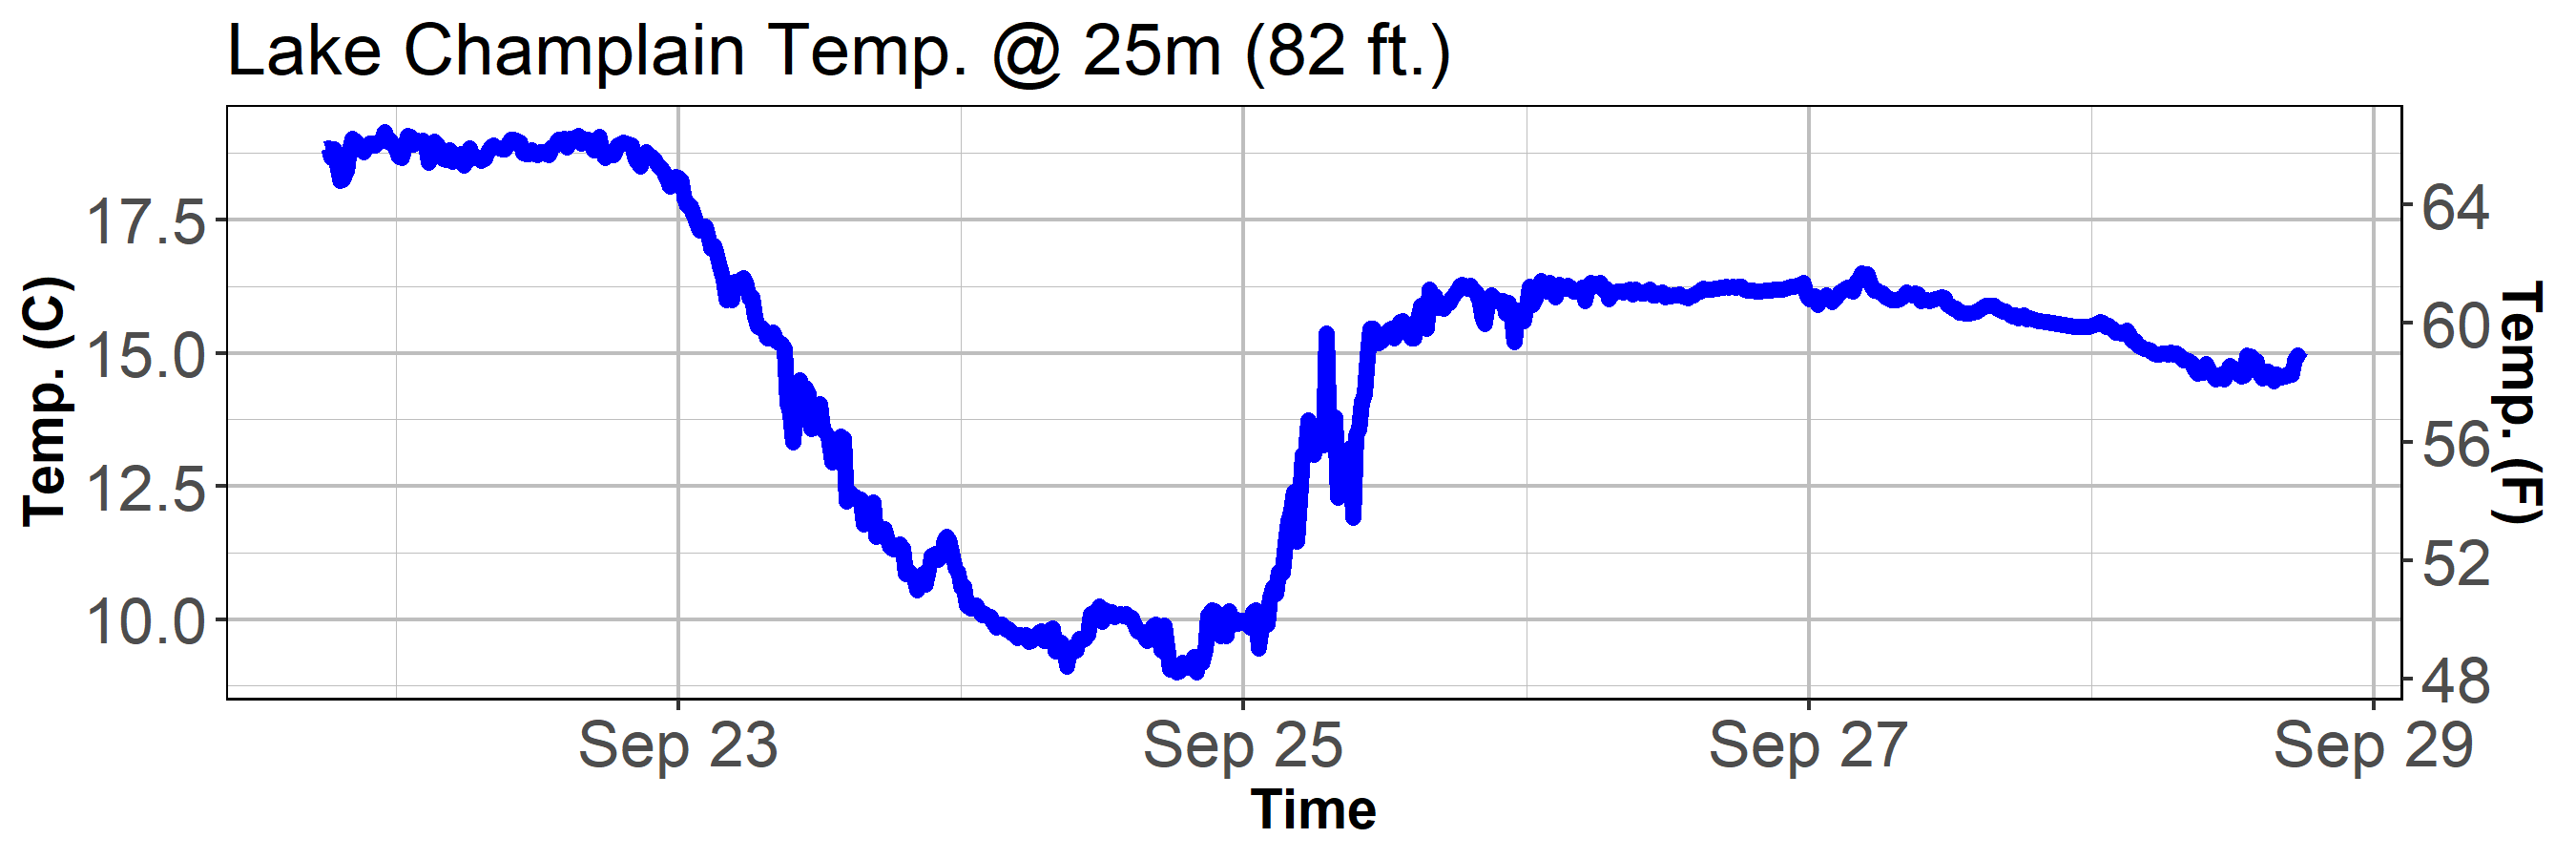 Lake Champlain Temp. @ 25m (82 ft.)
Temp. (C)
17.5
15.0
12.5
10.0
64
60
56
52
48
Temp. (F)
Sep 23 Sep 25 Sep 27 Sep 29
Time